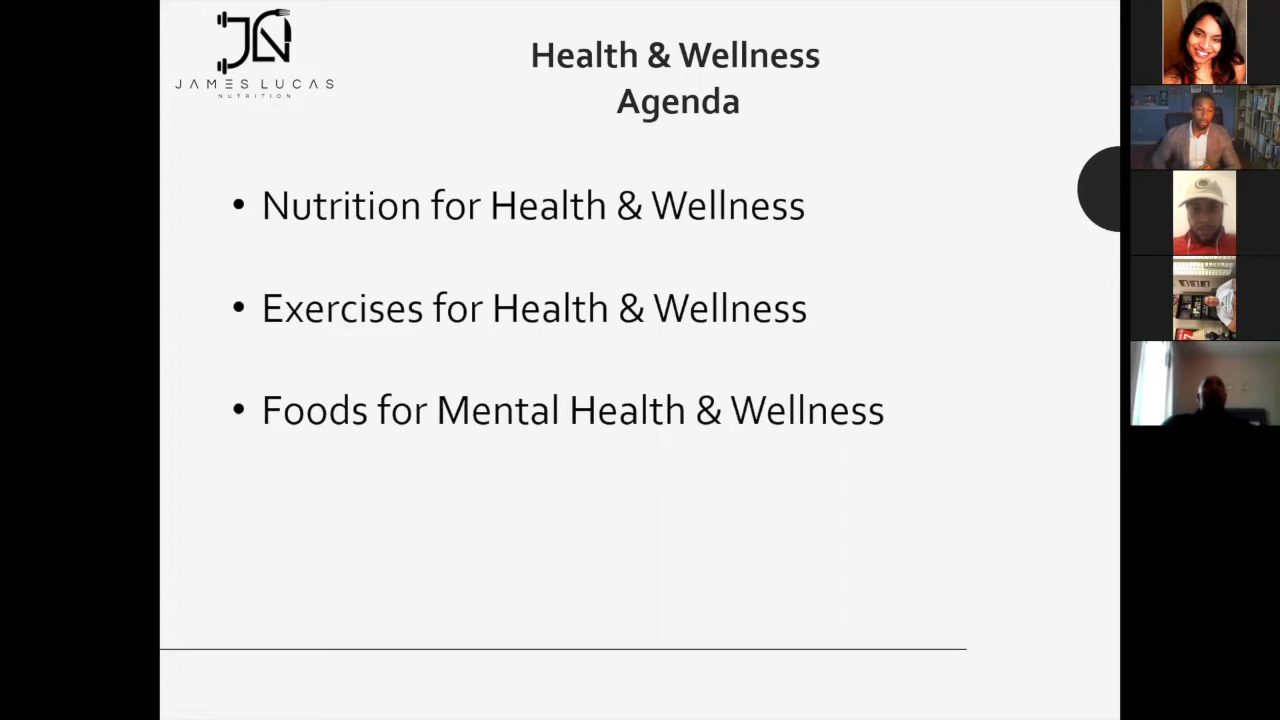 JAMES LUCAS
NUTRITION
Health & Wellness
Agenda
• Nutrition for Health & Wellness
• Exercises for Health & Wellness
• Foods for Mental Health & Wellness